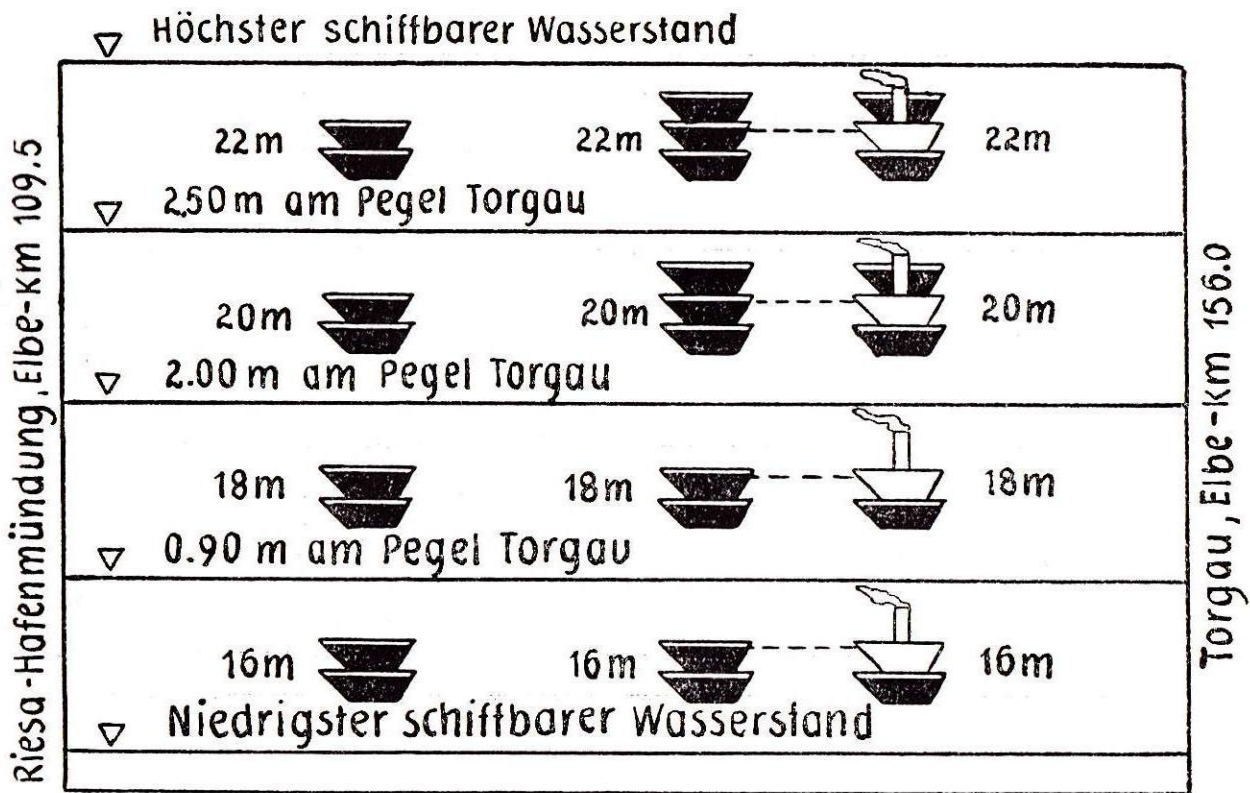 Höchster schiffbarer Wasserstand
22m 22m 22m
2.50 m am Pegel Torgau
20m 20m 20m
2.00 m am Pegel Torgau
18m 18m 18m
0.90 m am Pegel Torgau
16m 16m 16m
Niedrigster schiffbarer Wasserstand
Riesa-Hafenmündung, Elbe-km 109.5
Torgau, Elbe-km 156.0